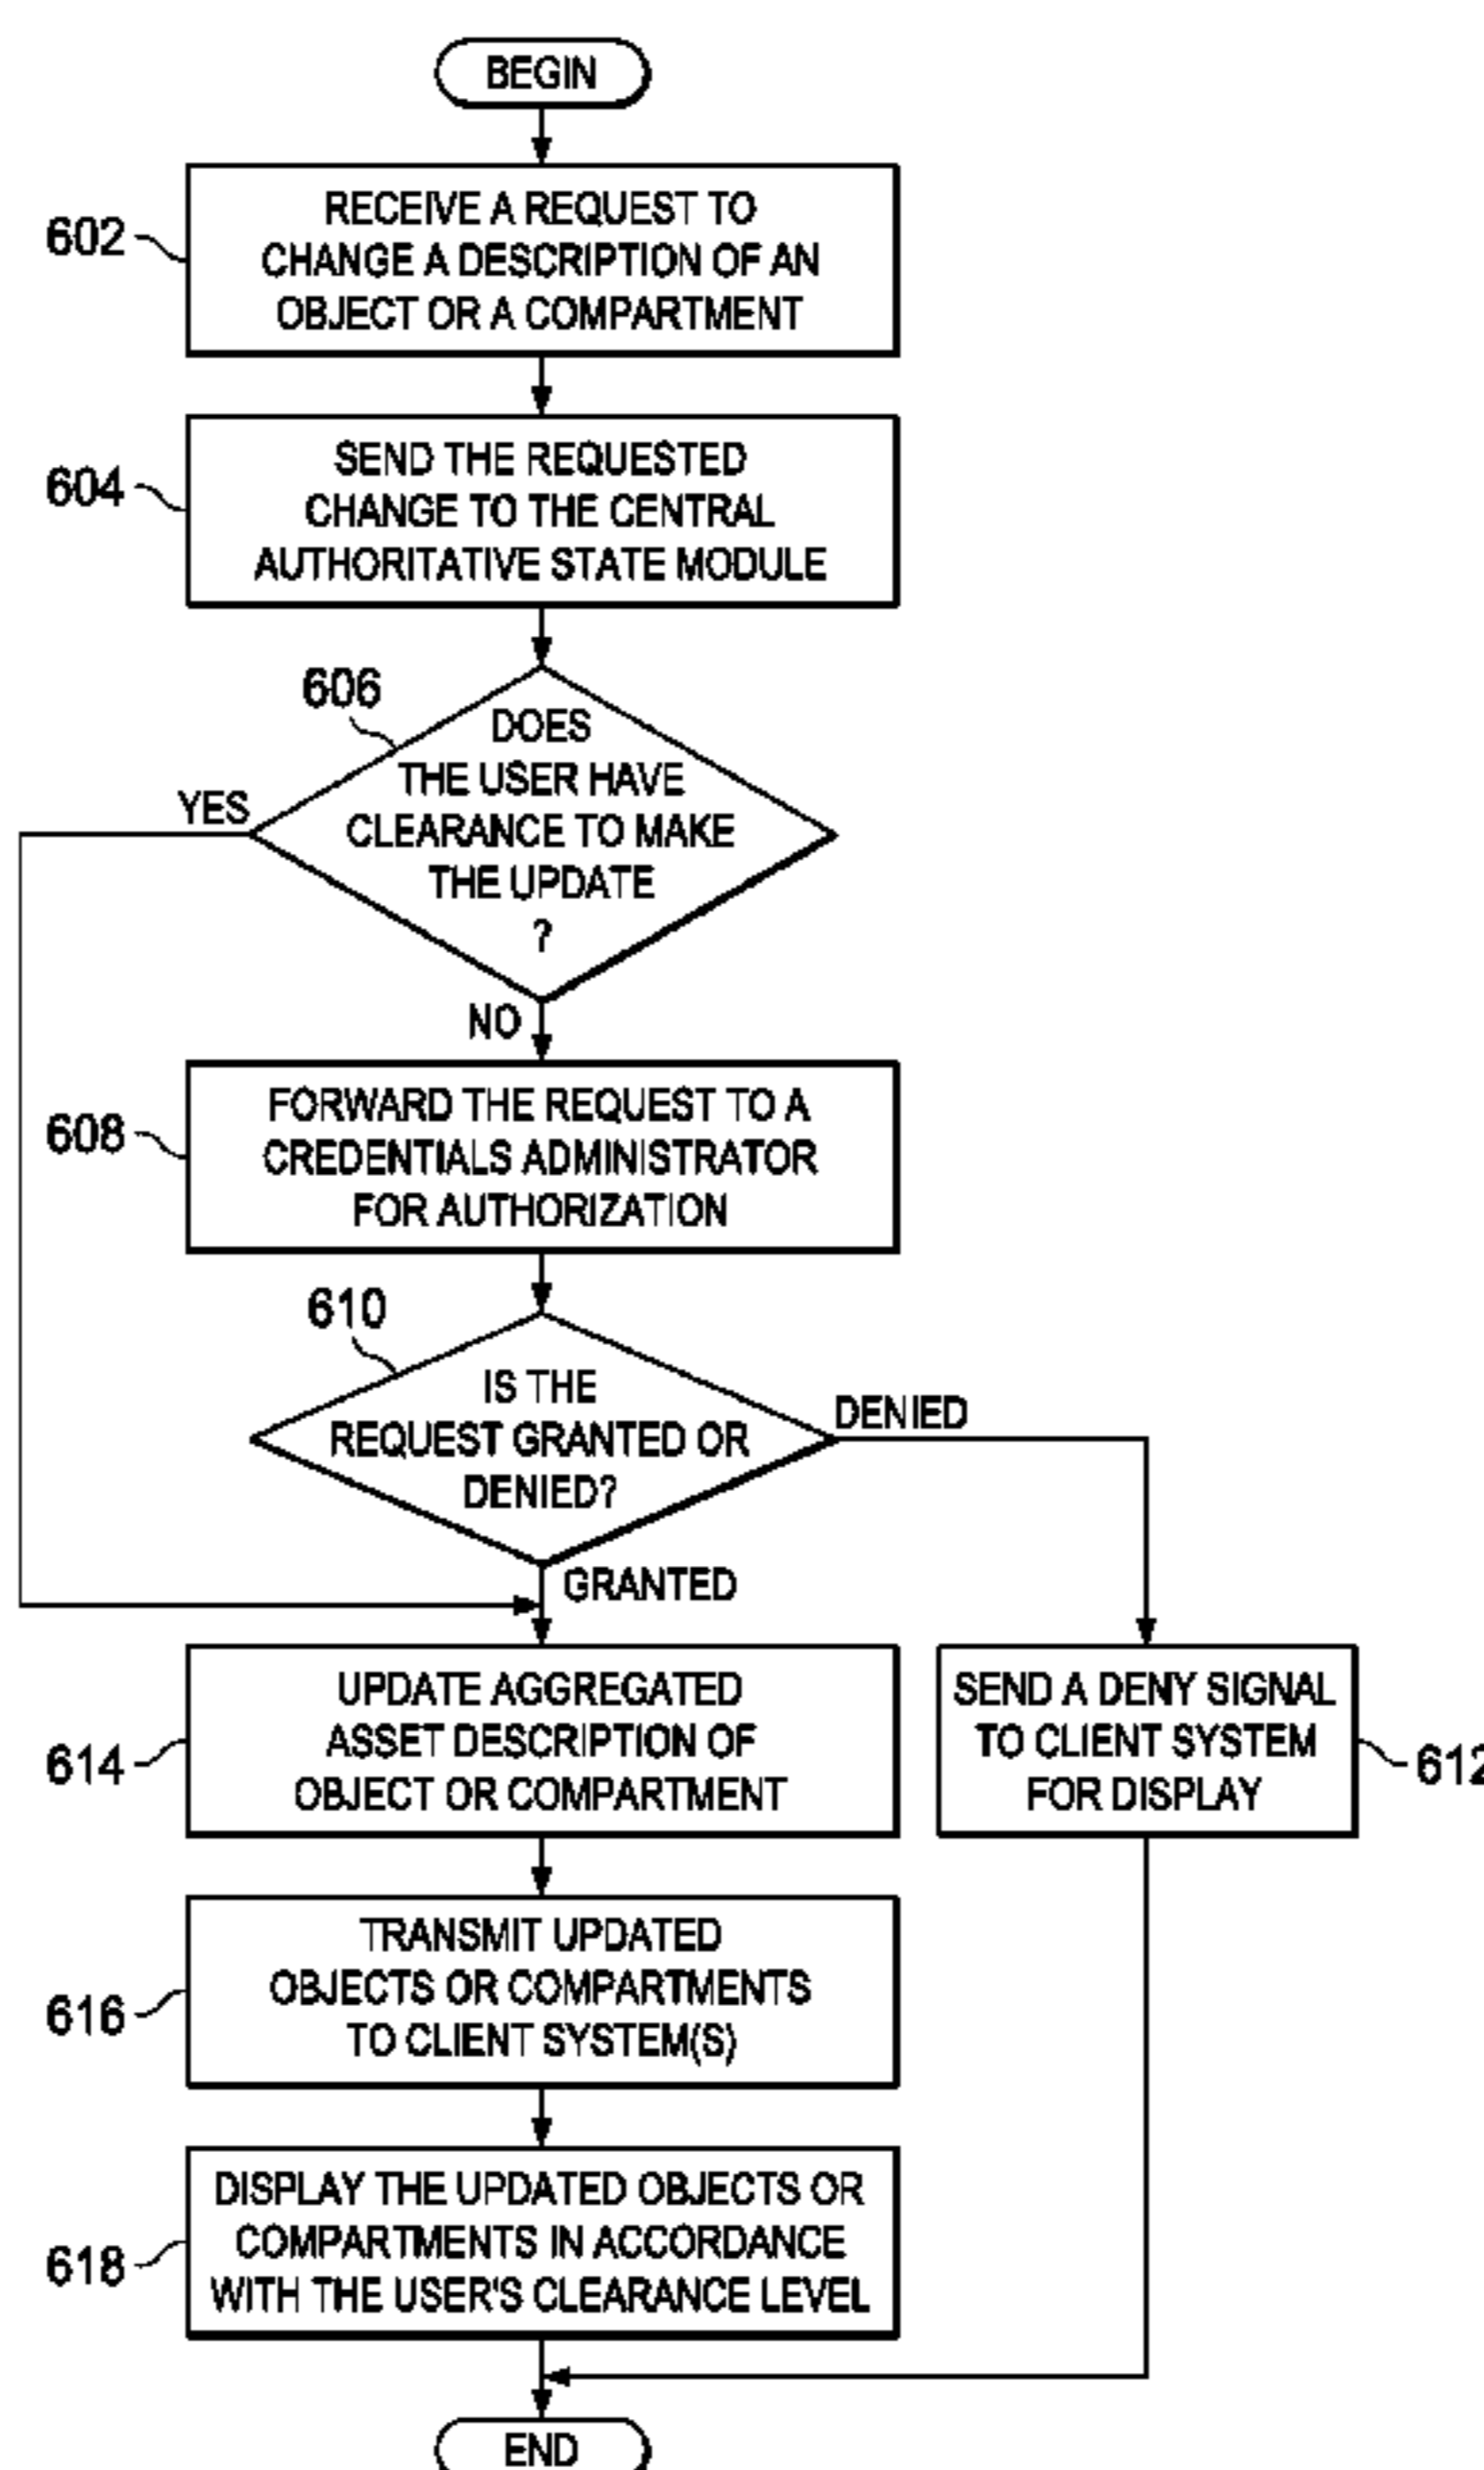 BEGIN
602
RECEIVE A REQUEST TO
CHANGE A DESCRIPTION OF AN
OBJECT OR A COMPARTMENT
604
SEND THE REQUESTED
CHANGE TO THE CENTRAL
AUTHORITATIVE STATE MODULE
606
DOES
THE USER HAVE
CLEARANCE TO MAKE
THE UPDATE
?
YES
NO
608
FORWARD THE REQUEST TO A
CREDENTIALS ADMINISTRATOR
FOR AUTHORIZATION
610
IS THE
REQUEST GRANTED OR
DENIED?
DENIED
GRANTED
614
UPDATE AGGREGATED
ASSET DESCRIPTION OF
OBJECT OR COMPARTMENT
SEND A DENY SIGNAL
TO CLIENT SYSTEM
FOR DISPLAY
612
616
TRANSMIT UPDATED
OBJECTS OR COMPARTMENTS
TO CLIENT SYSTEM(S)
618
DISPLAY THE UPDATED OBJECTS OR
COMPARTMENTS IN ACCORDANCE
WITH THE USER'S CLEARANCE LEVEL
END